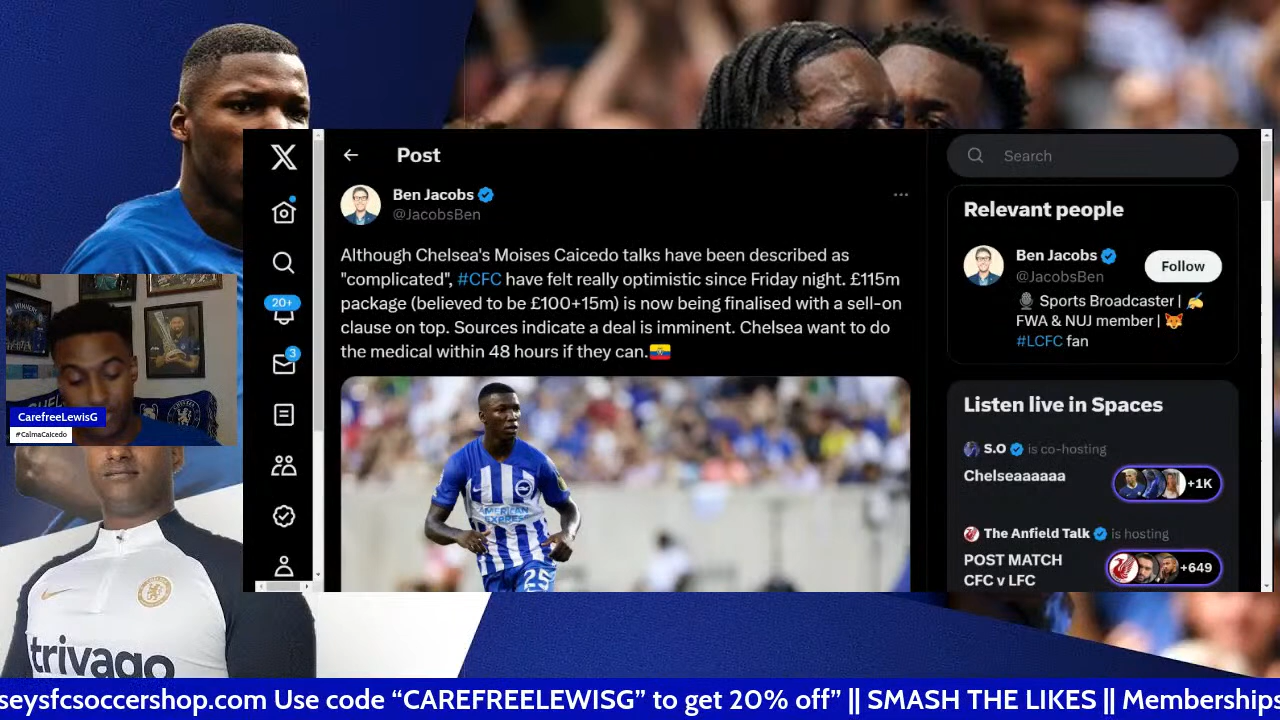 Post
Search
Ben Jacobs
@JacobsBen
Although Chelsea's Moises Caicedo talks have been described as
"complicated", #CFC have felt really optimistic since Friday night. £115m
package (believed to be £100+15m) is now being finalised with a sell-on
clause on top. Sources indicate a deal is imminent. Chelsea want to do
the medical within 48 hours if they can.
20+
3
AMERICAN
EXPRESS
25
Relevant people
Ben Jacobs
@JacobsBen
Follow
Sports Broadcaster |
FWA & NUJ member |
#LCFC fan
Listen live in Spaces
S.O is co-hosting
Chelseaaaaaa
+1K
The Anfield Talk is hosting
POST MATCH
CFC v LFC
+649
WINNER
CarefreeLewisG
#CalmaCaicedo
trivago
seysfcsoccershop.com Use code “CAREFREELEWISG” to get 20% off” || SMASH THE LIKES || Memberships